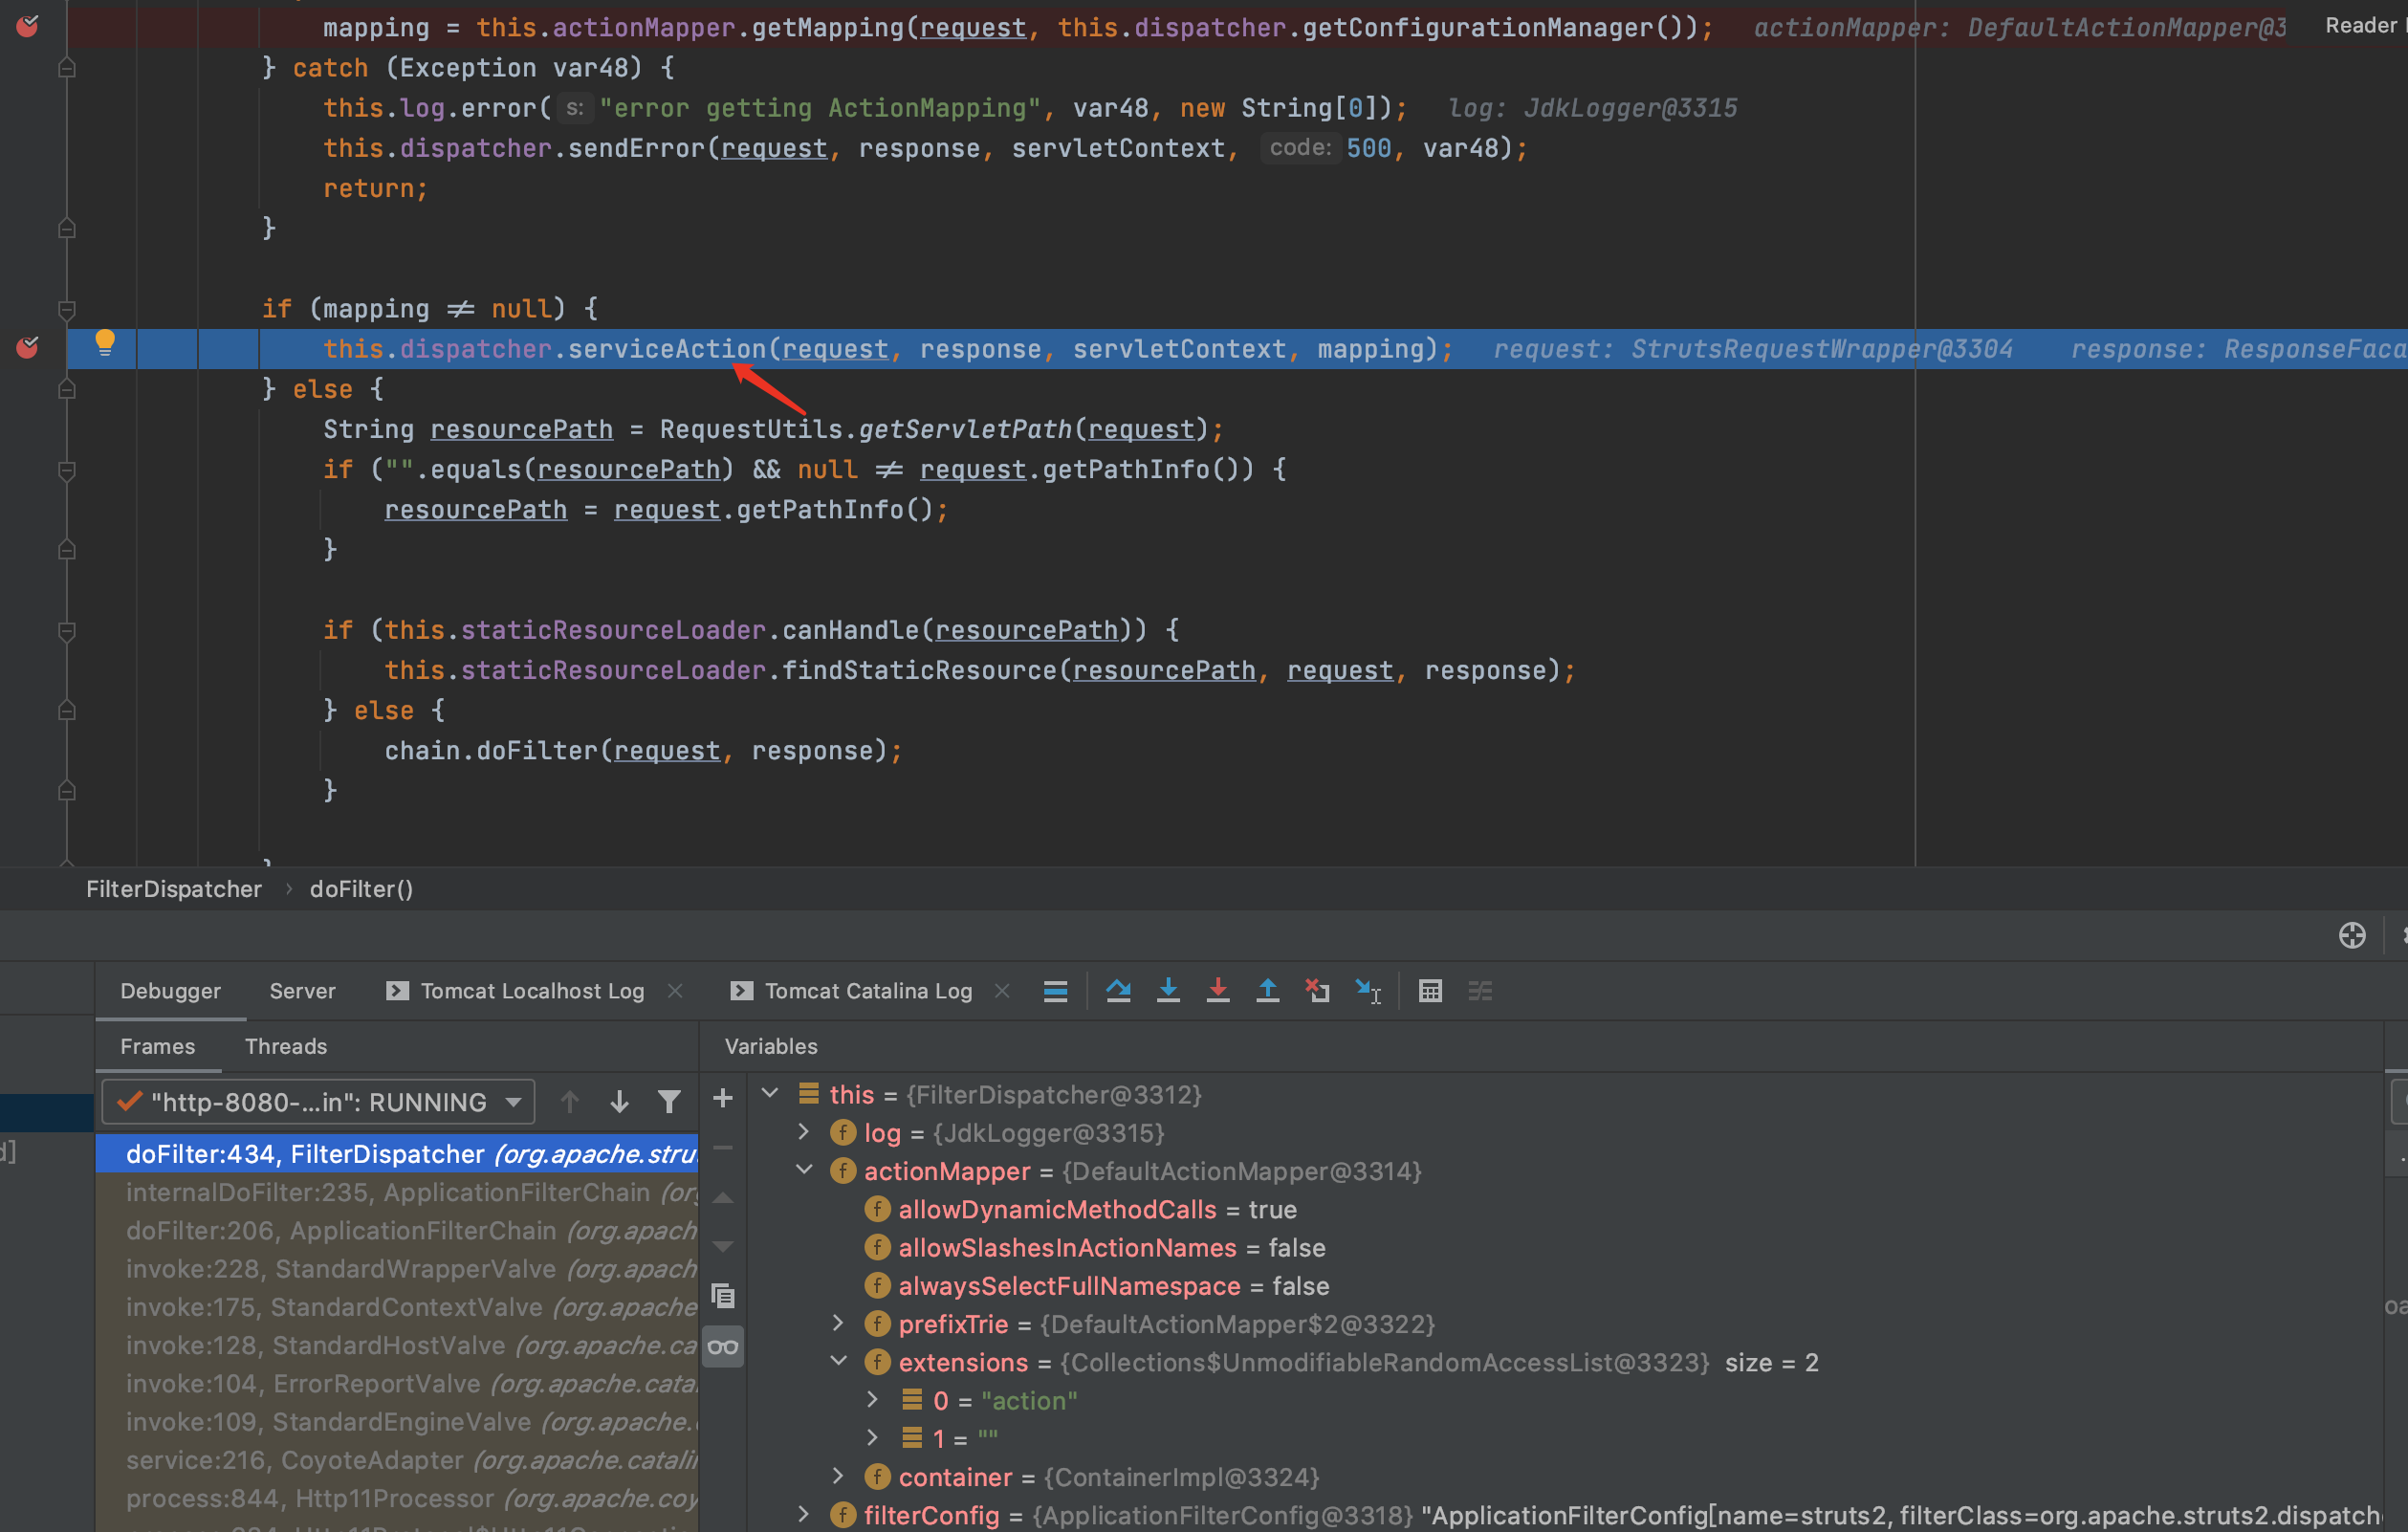 mapping = this.actionMapper.getMapping(request, this.dispatcher.getConfigurationManager()); actionMapper: DefaultActionMapper@3 Reader
} catch (Exception var48) {
this.log.error( s: "error getting ActionMapping", var48, new String[0]); log: JdkLogger@3315
this.dispatcher.sendError(request, response, servletContext, code: 500, var48);
return;
}
if (mapping ≠ null) {
this.dispatcher.serviceAction(request, response, servletContext, mapping); request: StrutsRequestWrapper@3304 response: ResponseFaca
} else {
String resourcePath = RequestUtils.getServletPath(request);
if ("".equals(resourcePath) && null ≠ request.getPathInfo()) {
resourcePath = request.getPathInfo();
}
if (this.staticResourceLoader.canHandle(resourcePath)) {
this.staticResourceLoader.findStaticResource(resourcePath, request, response);
} else {
chain.doFilter(request, response);
}
}
FilterDispatcher › doFilter()
Debugger Server Tomcat Localhost Log × Tomcat Catalina Log ×
Frames Threads Variables
"http-8080-...in": RUNNING
this = {FilterDispatcher@3312}
log = {JdkLogger@3315}
actionMapper = {DefaultActionMapper@3314}
allowDynamicMethodCalls = true
allowSlashesInActionNames = false
alwaysSelectFullNamespace = false
prefixTrie = {DefaultActionMapper$2@3322}
extensions = {Collections$UnmodifiableRandomAccessList@3323} size = 2
0 = "action"
1 = ""
container = {ContainerImpl@3324}
filterConfig = {ApplicationFilterConfig@3318} "ApplicationFilterConfig[name=struts2, filterClass=org.apache.struts2.dispatch
d]
doFilter:434, FilterDispatcher (org.apache.stru
internalDoFilter:235, ApplicationFilterChain (org
doFilter:206, ApplicationFilterChain (org.apach
invoke:228, StandardWrapperValve (org.apach
invoke:175, StandardContextValve (org.apache
invoke:128, StandardHostValve (org.apache.ca
invoke:104, ErrorReportValve (org.apache.cata
invoke:109, StandardEngineValve (org.apache.
service:216, CoyoteAdapter (org.apache.catali
process:844, Http11Processor (org.apache.coy